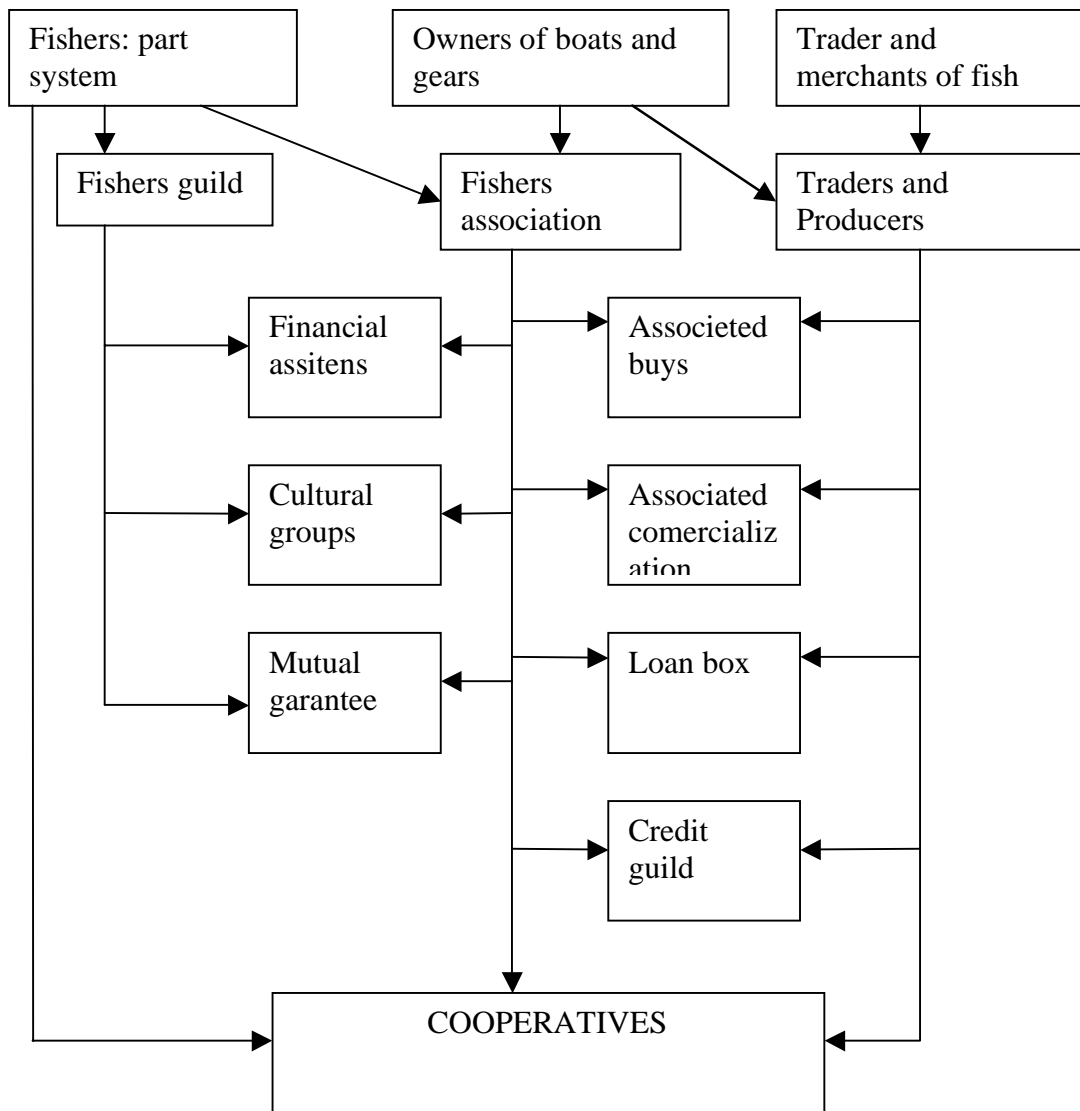 Fishers: part
system
Owners of boats and
gears
Trader and
merchants of fish
Fishers guild
Fishers
association
Traders and
Producers
Financial
assitens
Associeted
buys
Cultural
groups
Associated
comercializ
ation
Mutual
garantee
Loan box
Credit
guild
COOPERATIVES